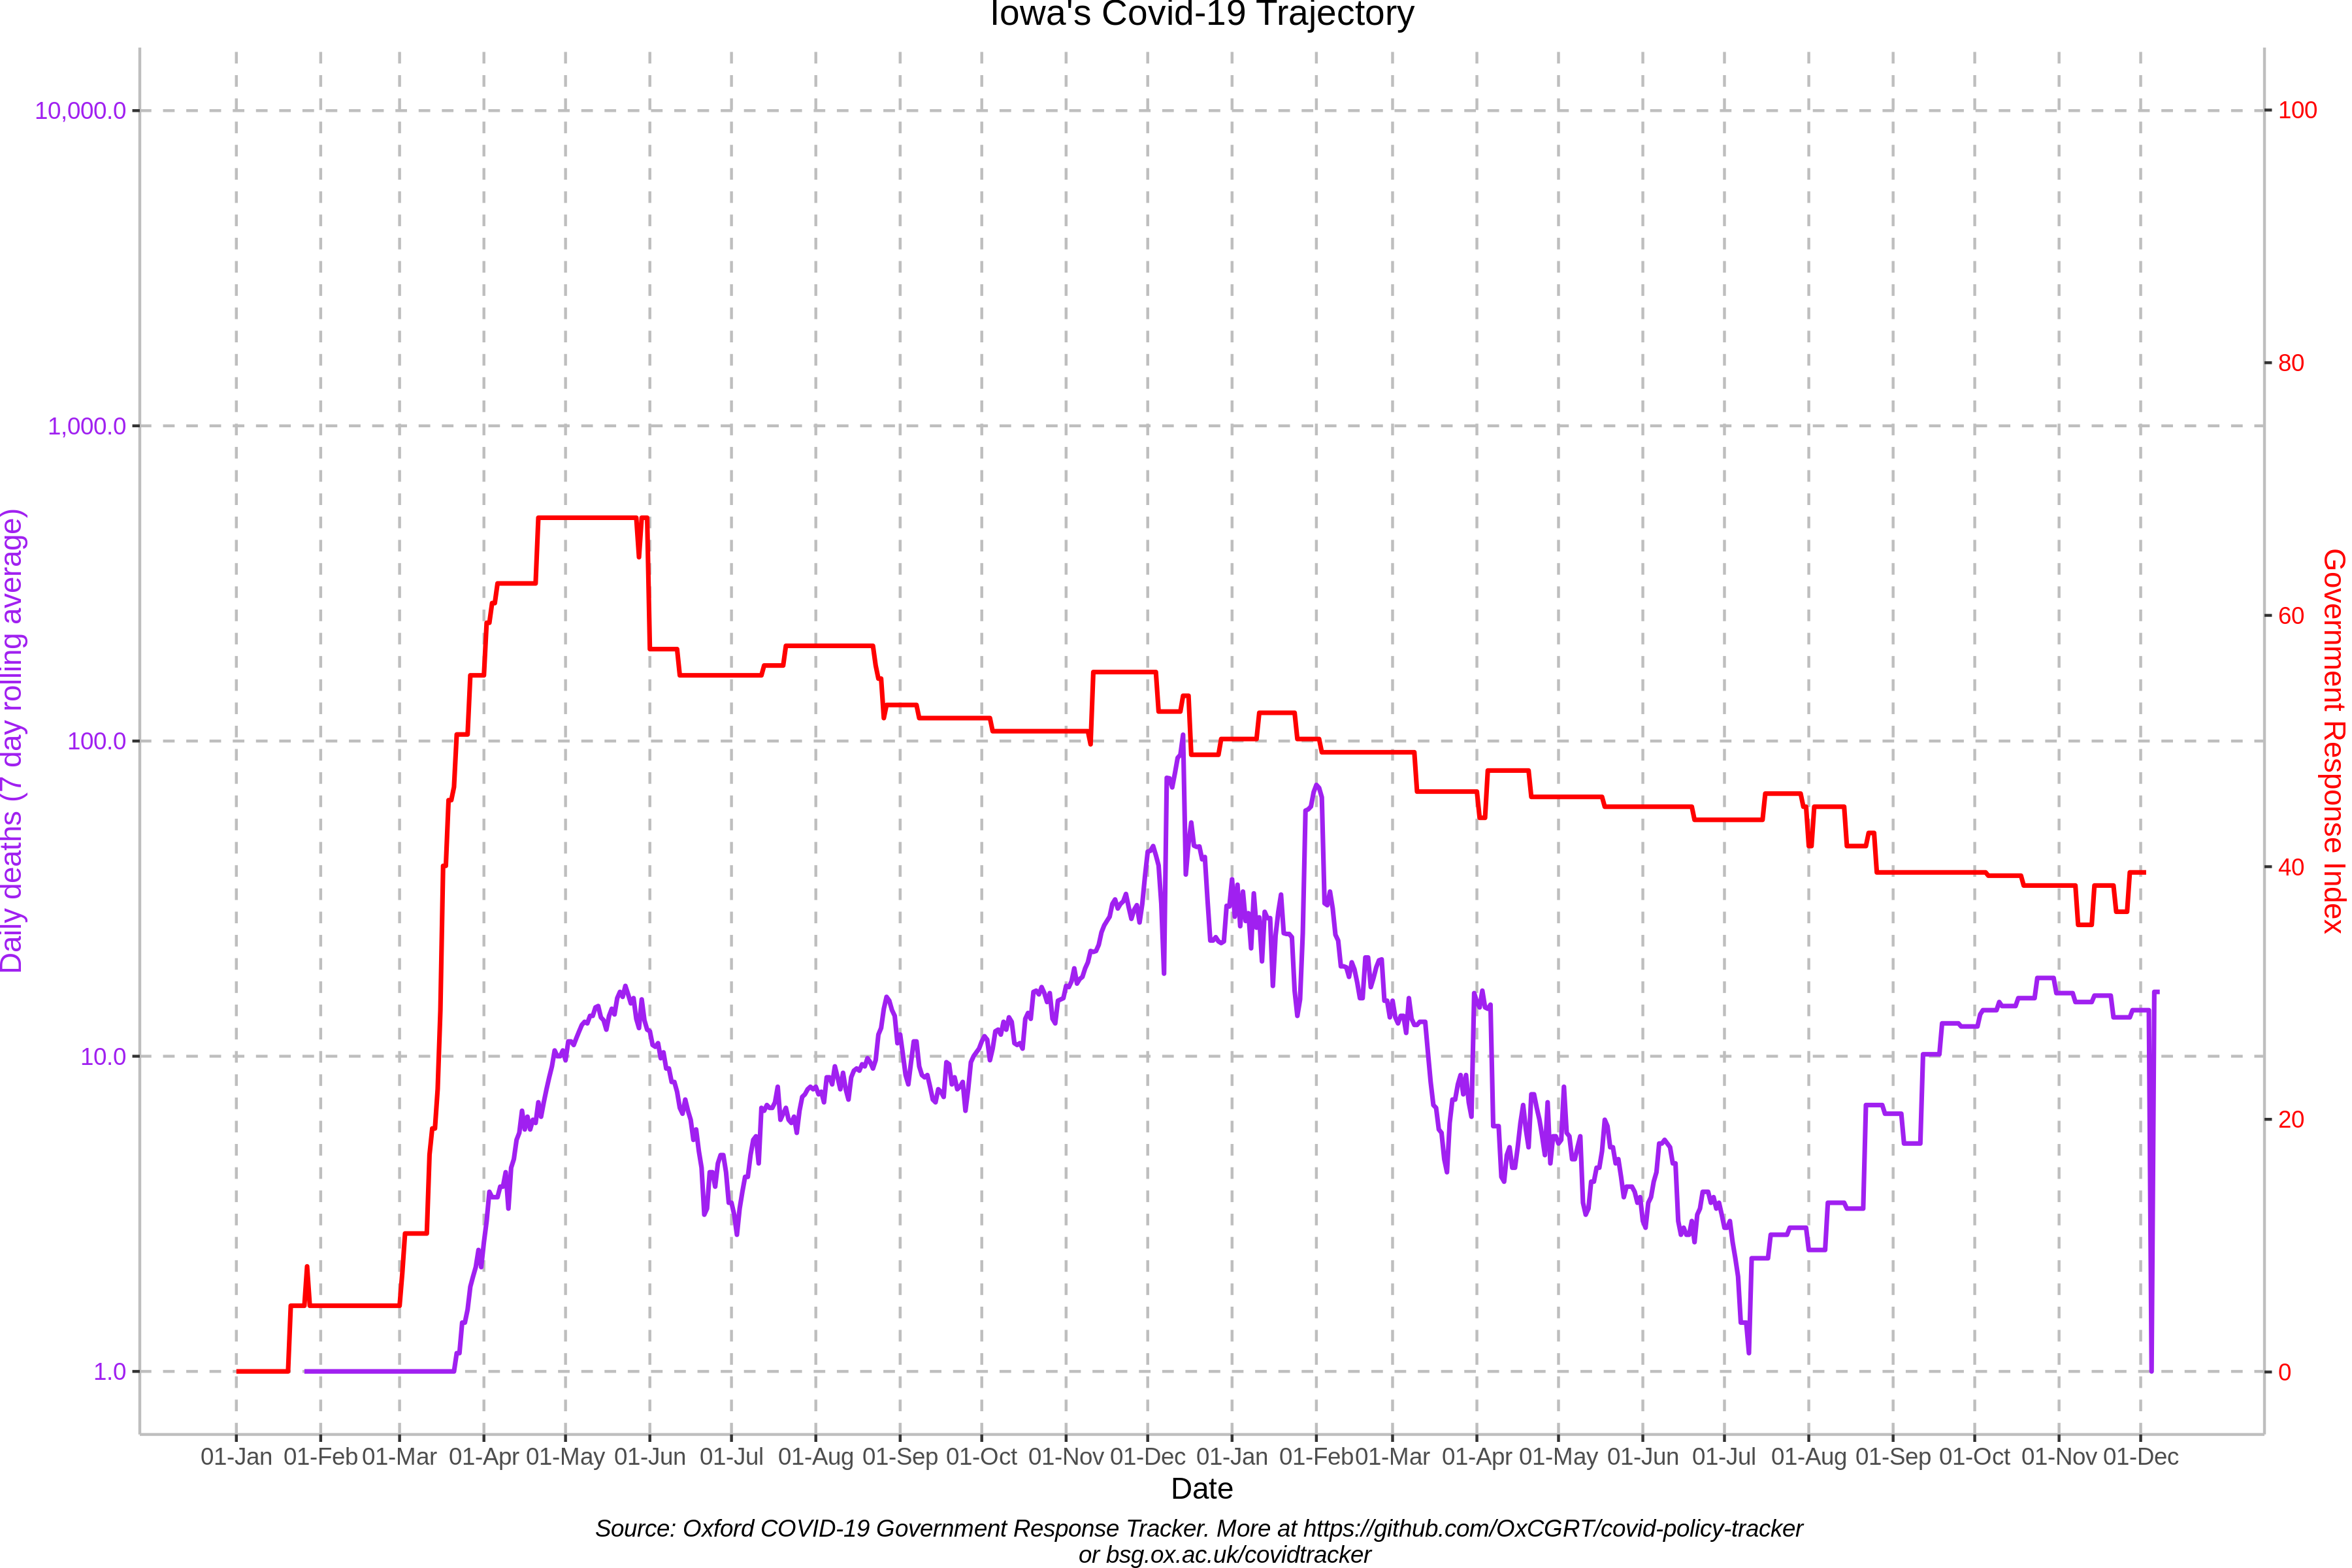 Iowa's Covid-19 Trajectory
10,000.0
1,000.0
100.0
10.0
1.0
Daily deaths (7 day rolling average)
100
80
60
40
20
0
Government Response Index
01-Jan 01-Feb 01-Mar 01-Apr 01-May 01-Jun 01-Jul 01-Aug 01-Sep 01-Oct 01-Nov 01-Dec 01-Jan 01-Feb 01-Mar 01-Apr 01-May 01-Jun 01-Jul 01-Aug 01-Sep 01-Oct 01-Nov 01-Dec
Date
Source: Oxford COVID-19 Government Response Tracker. More at https://github.com/OxCGRT/covid-policy-tracker
or bsg.ox.ac.uk/covidtracker